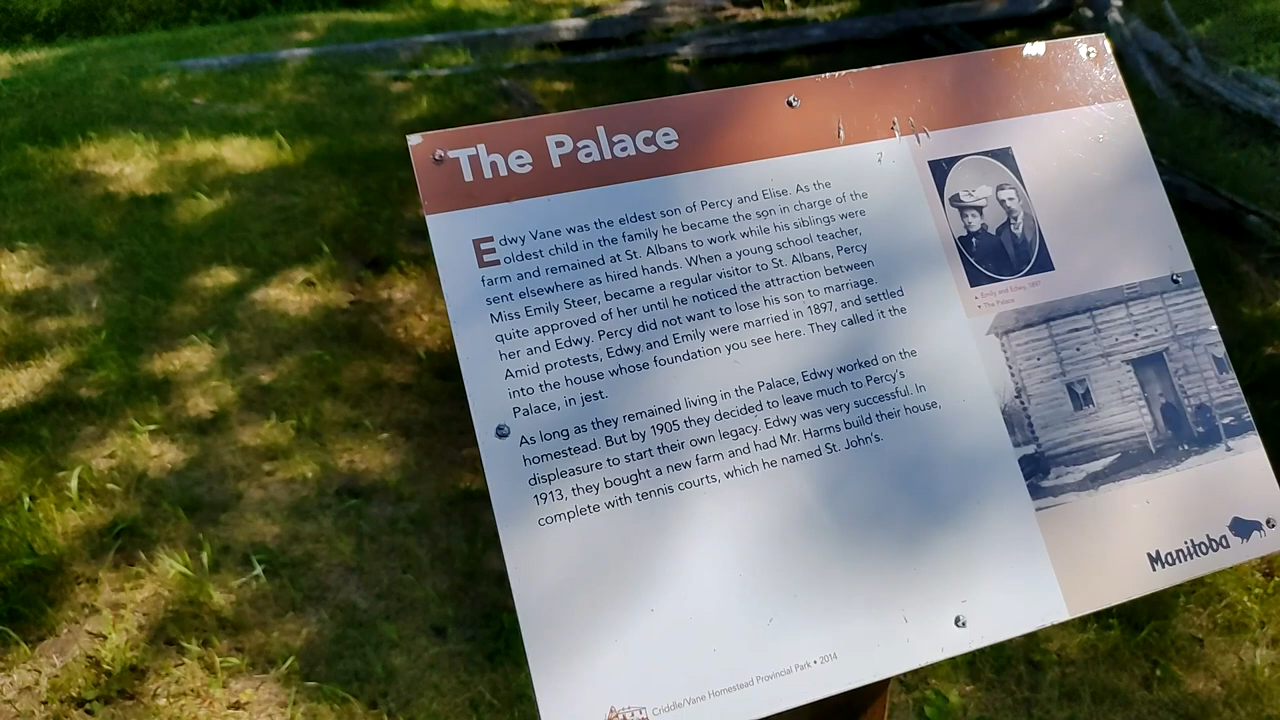 The Palace
Edwy Vane was the eldest son of Percy and Elise. As the
oldest child in the family he became the son in charge of the
farm and remained at St. Albans to work while his siblings were
sent elsewhere as hired hands. When a young school teacher,
Miss Emily Steer, became a regular visitor to St. Albans, Percy
quite approved of her until he noticed the attraction between
her and Edwy. Percy did not want to lose his son to marriage.
Amid protests, Edwy and Emily were married in 1897, and settled
into the house whose foundation you see here. They called it the
Palace, in jest.
As long as they remained living in the Palace, Edwy worked on the
homestead. But by 1905 they decided to leave much to Percy's
displeasure to start their own legacy. Edwy was very successful. In
1913, they bought a new farm and had Mr. Harms build their house,
complete with tennis courts, which he named St. John's.
▲ Emily and Edwy, 1897
▼ The Palace
Manitoba
Criddle/Vane Homestead Provincial Park • 2014